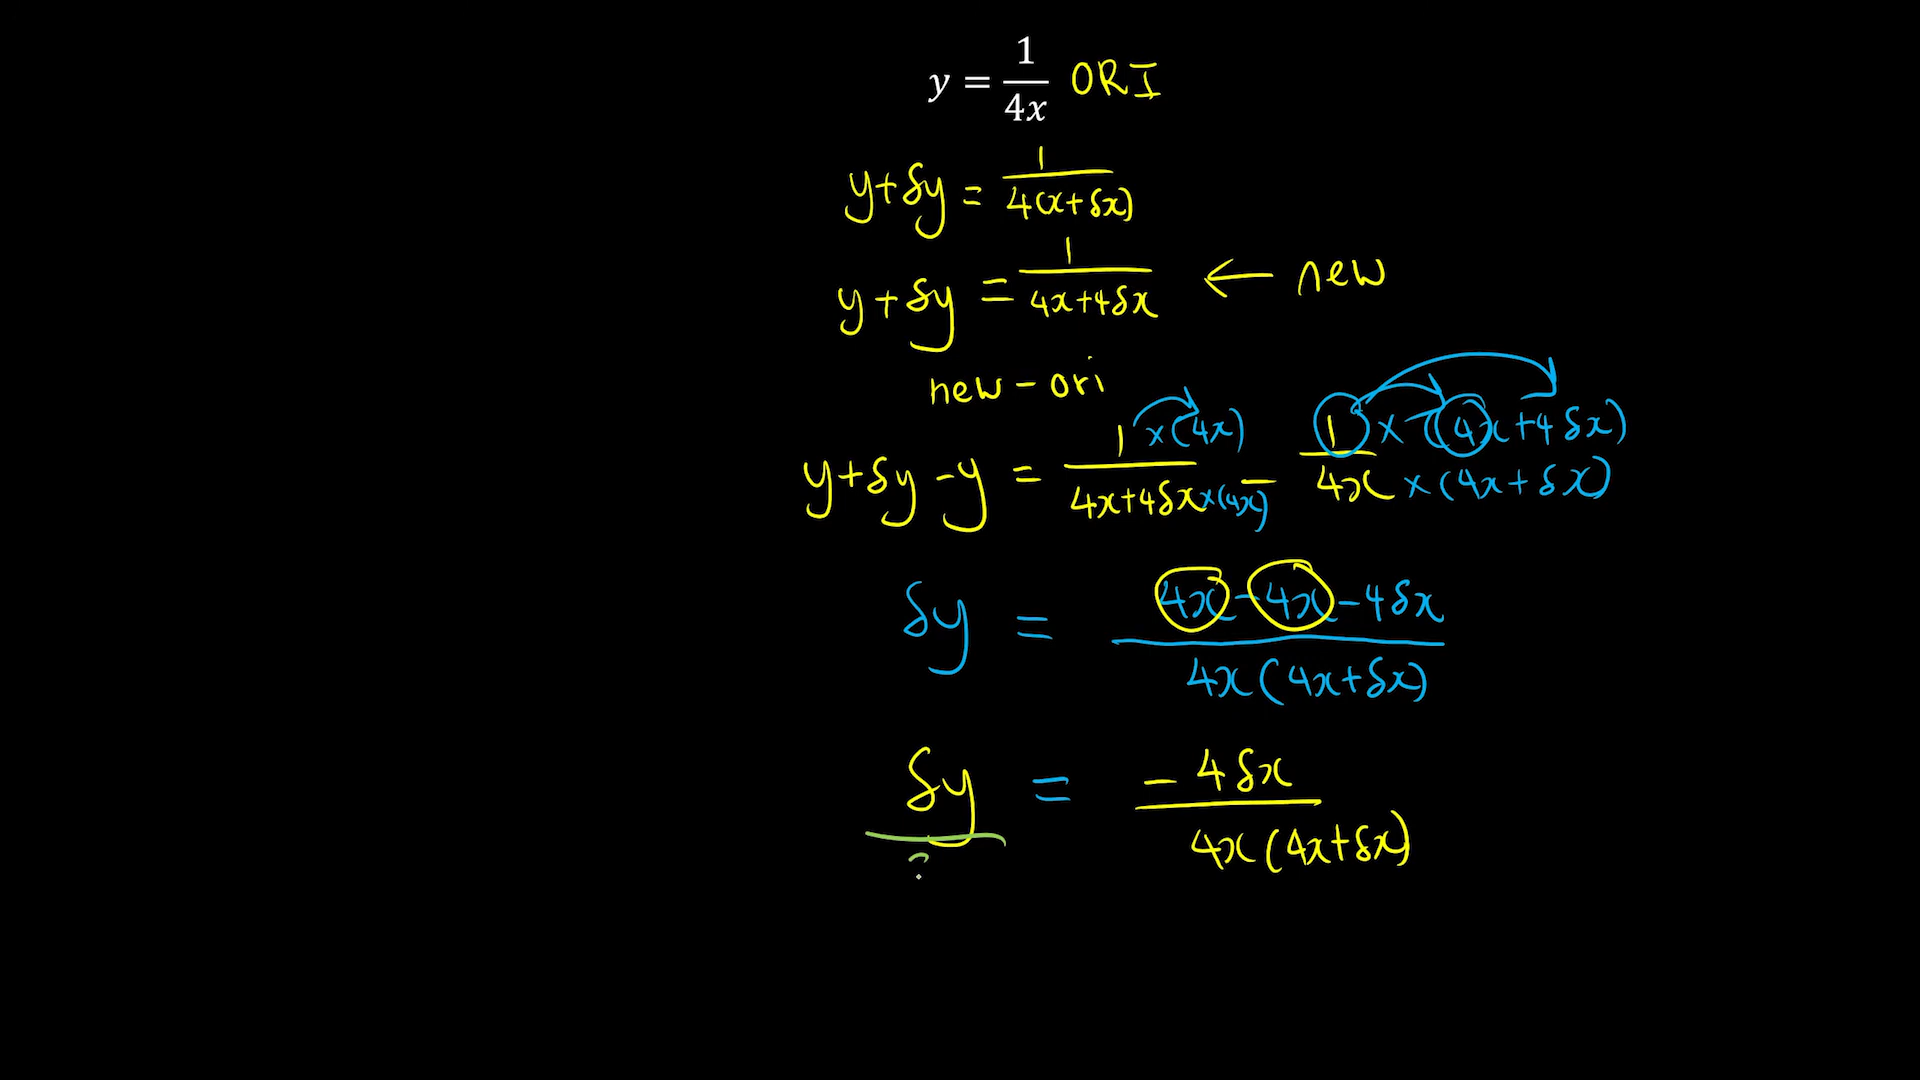 y = 1/4x ORI
y+δy = 1/4(x+δx)
y+δy = 1/4x+4δx ← new
new - ori
y+δy-y = 1×(4x)/4x+4δx×(4x) - 1×-(4x+4δx)/4x×(4x+δx)
δy = 4x-4x-4δx/4x(4x+δx)
δy/? = -4δx/4x(4x+δx)